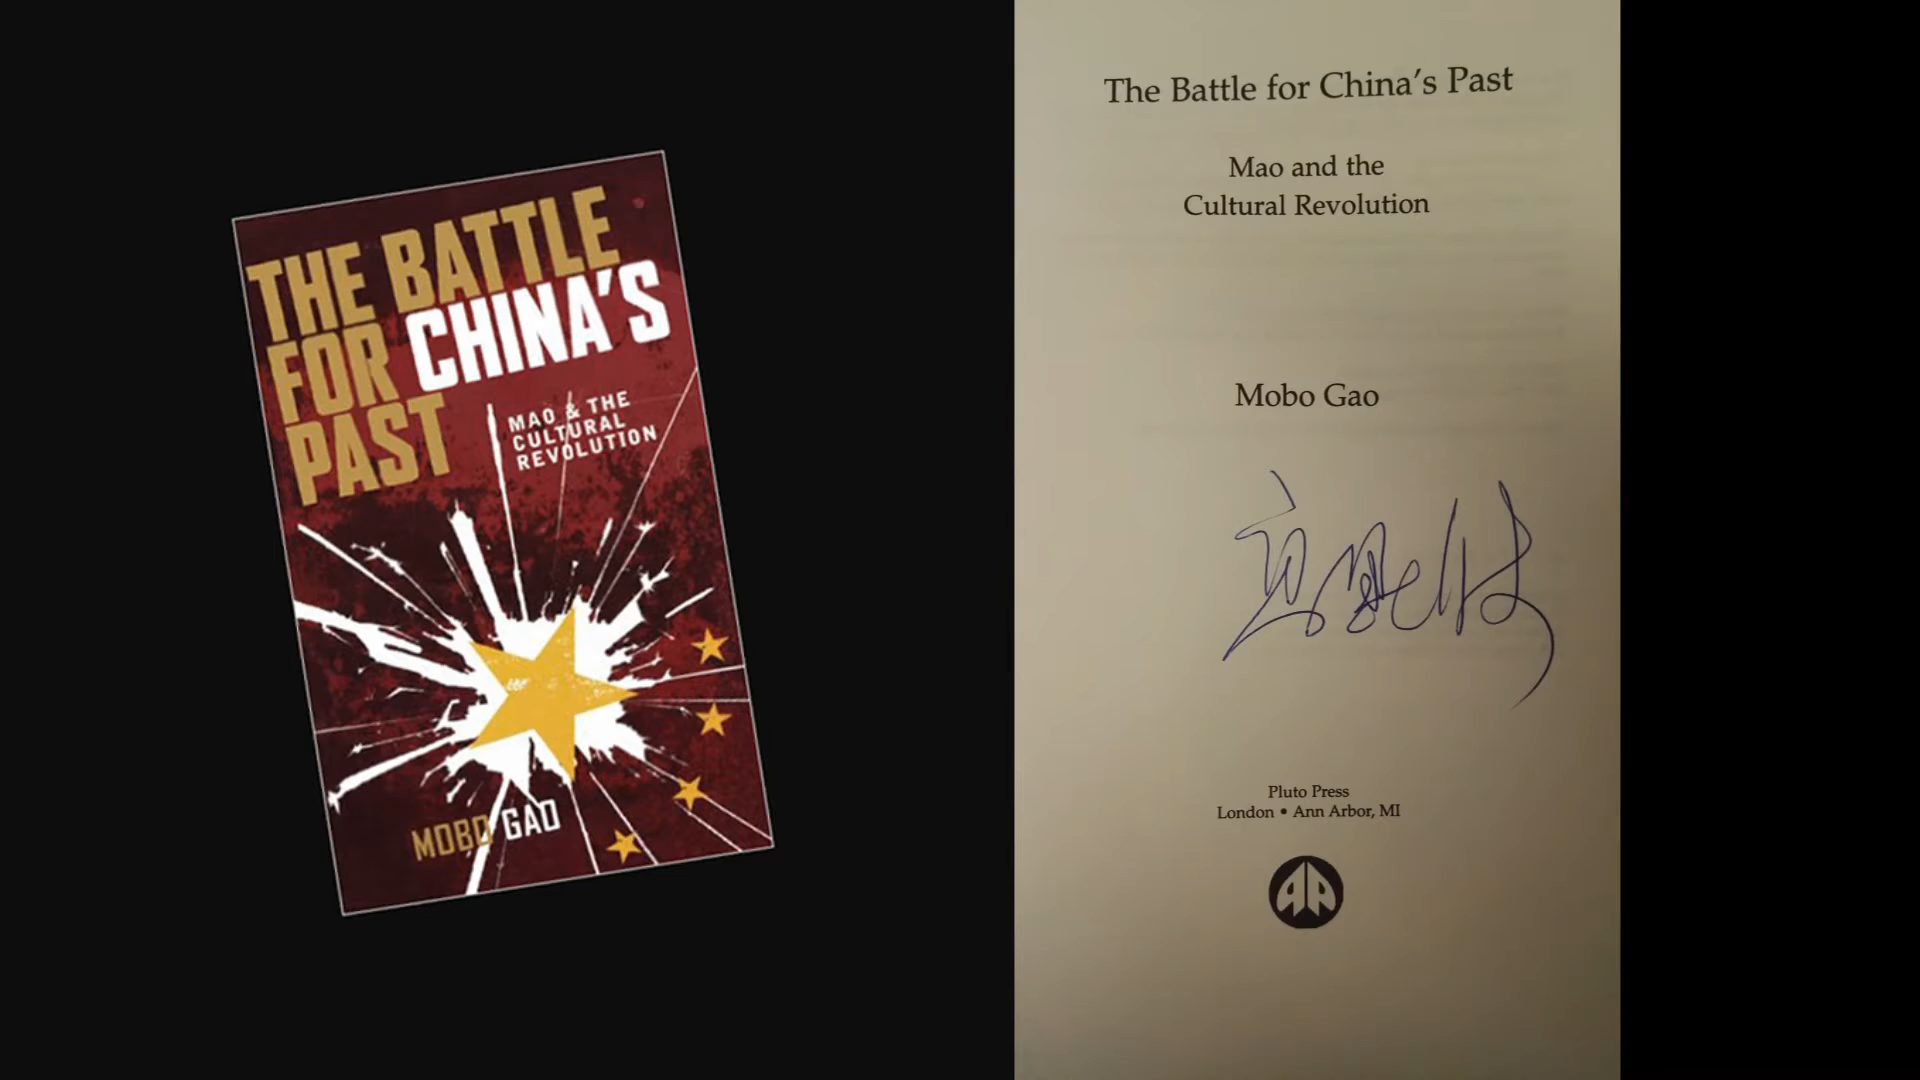 THE BATTLE
FOR CHINA'S
PAST
MAO & THE
CULTURAL
REVOLUTION
MOBO GAO
The Battle for China's Past
Mao and the
Cultural Revolution
Mobo Gao
Pluto Press
London • Ann Arbor, MI